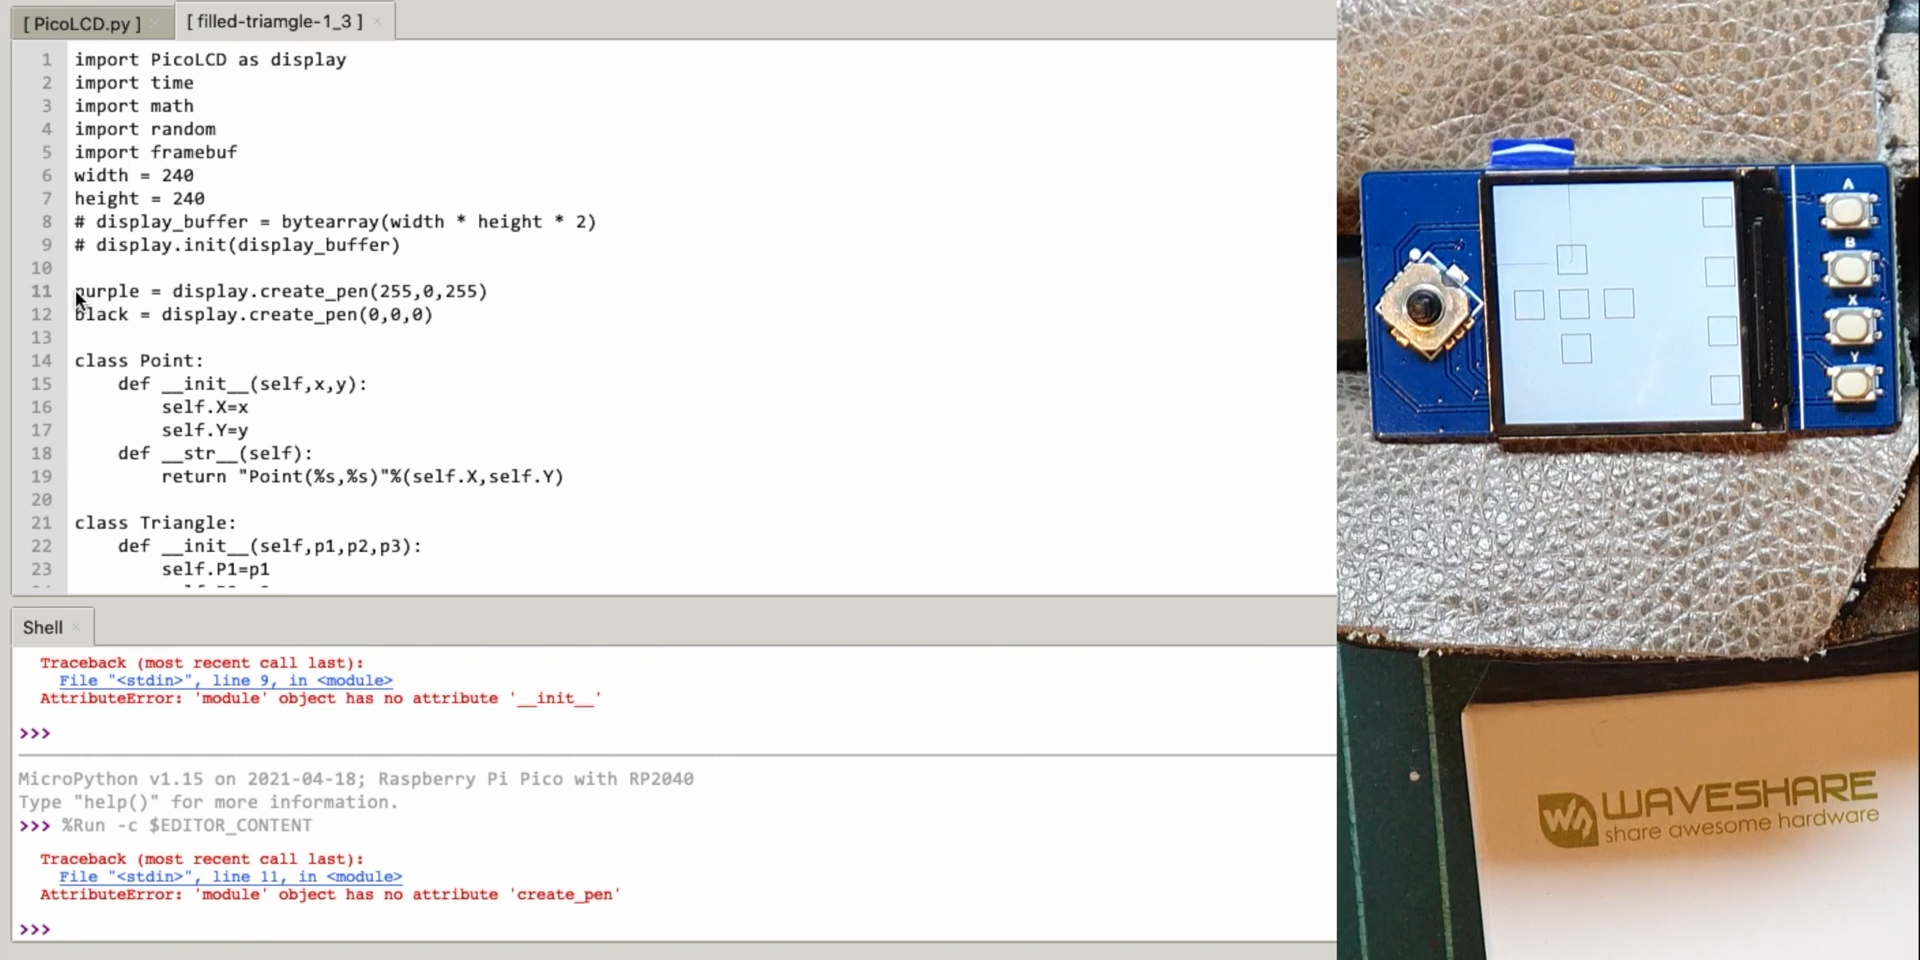 [ PicoLCD.py ]
[ filled-triamgle-1_3 ]
1 import PicoLCD as display
2 import time
3 import math
4 import random
5 import framebuf
6 width = 240
7 height = 240
8 # display_buffer = bytearray(width * height * 2)
9 # display.init(display_buffer)
10
11 purple = display.create_pen(255,0,255)
12 black = display.create_pen(0,0,0)
13
14 class Point:
15 def __init__(self,x,y):
16 self.X=x
17 self.Y=y
18 def __str__(self):
19 return "Point(%s,%s)"%(self.X,self.Y)
20
21 class Triangle:
22 def __init__(self,p1,p2,p3):
23 self.P1=p1
Shell
Traceback (most recent call last):
File "<stdin>", line 9, in <module>
AttributeError: 'module' object has no attribute '__init__'
>>>
MicroPython v1.15 on 2021-04-18; Raspberry Pi Pico with RP2040
Type "help()" for more information.
>>> %Run -c $EDITOR_CONTENT
Traceback (most recent call last):
File "<stdin>", line 11, in <module>
AttributeError: 'module' object has no attribute 'create_pen'
>>>
A
B
X
Y
WAVESHARE
share awesome hardware